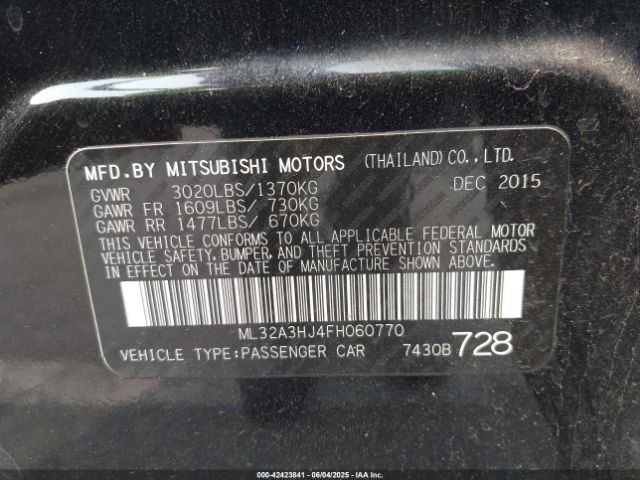 MFD.BY MITSUBISHI MOTORS (THAILAND)CO.,LTD.
GVWR 3020LBS/1370KG DEC 2015
GAWR FR 1609LBS/ 730KG
GAWR RR 1477LBS/ 670KG
THIS VEHICLE CONFORMS TO ALL APPLICABLE FEDERAL MOTOR
VEHICLE SAFETY, BUMPER, AND THEFT PREVENTION STANDARDS
IN EFFECT ON THE DATE OF MANUFACTURE SHOWN ABOVE.
ML32A3HJ4FH060770
VEHICLE TYPE:PASSENGER CAR 7430B 728
000-42423841 | 06/04/2025 | © Copyright IAA